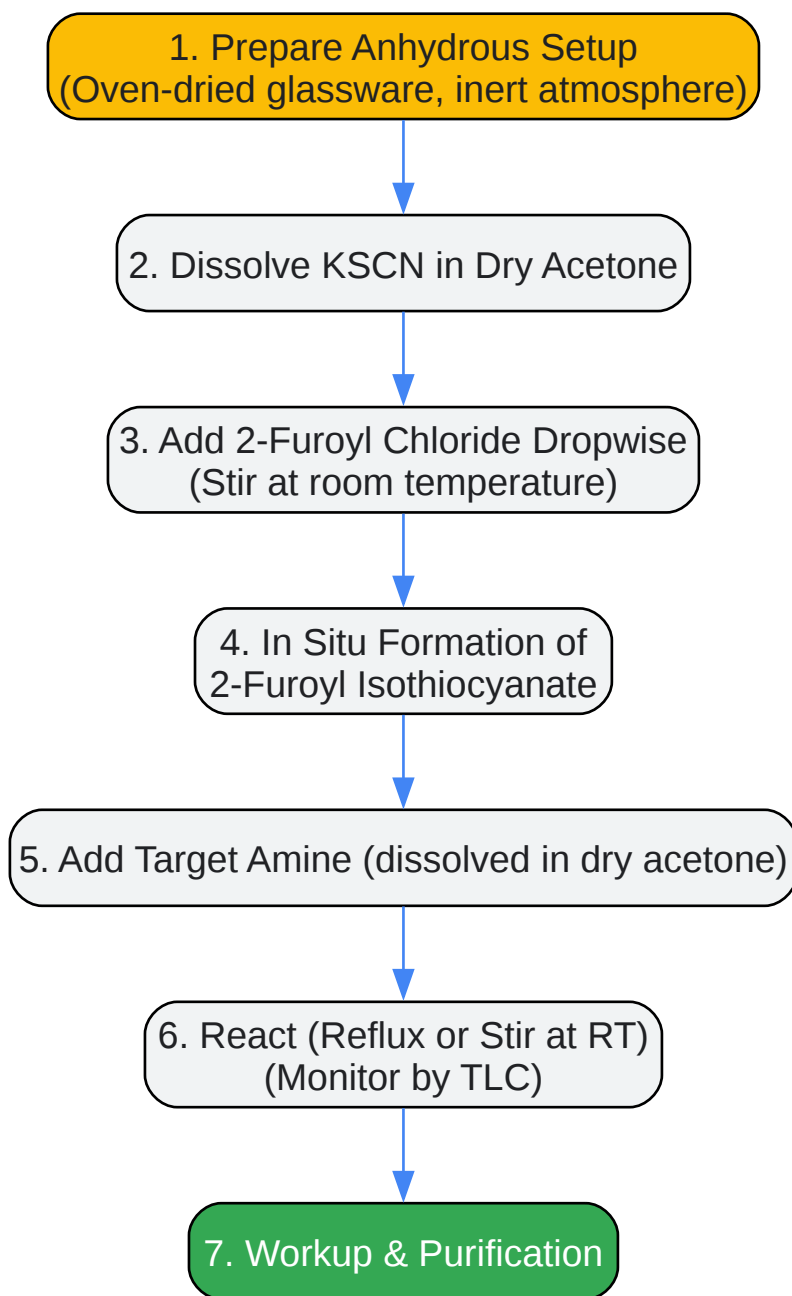 1. Prepare Anhydrous Setup
(Oven-dried glassware, inert atmosphere)
2. Dissolve KSCN in Dry Acetone
3. Add 2-Furoyl Chloride Dropwise
(Stir at room temperature)
4. In Situ Formation of
2-Furoyl Isothiocyanate
5. Add Target Amine (dissolved in dry acetone)
6. React (Reflux or Stir at RT)
(Monitor by TLC)
7. Workup & Purification